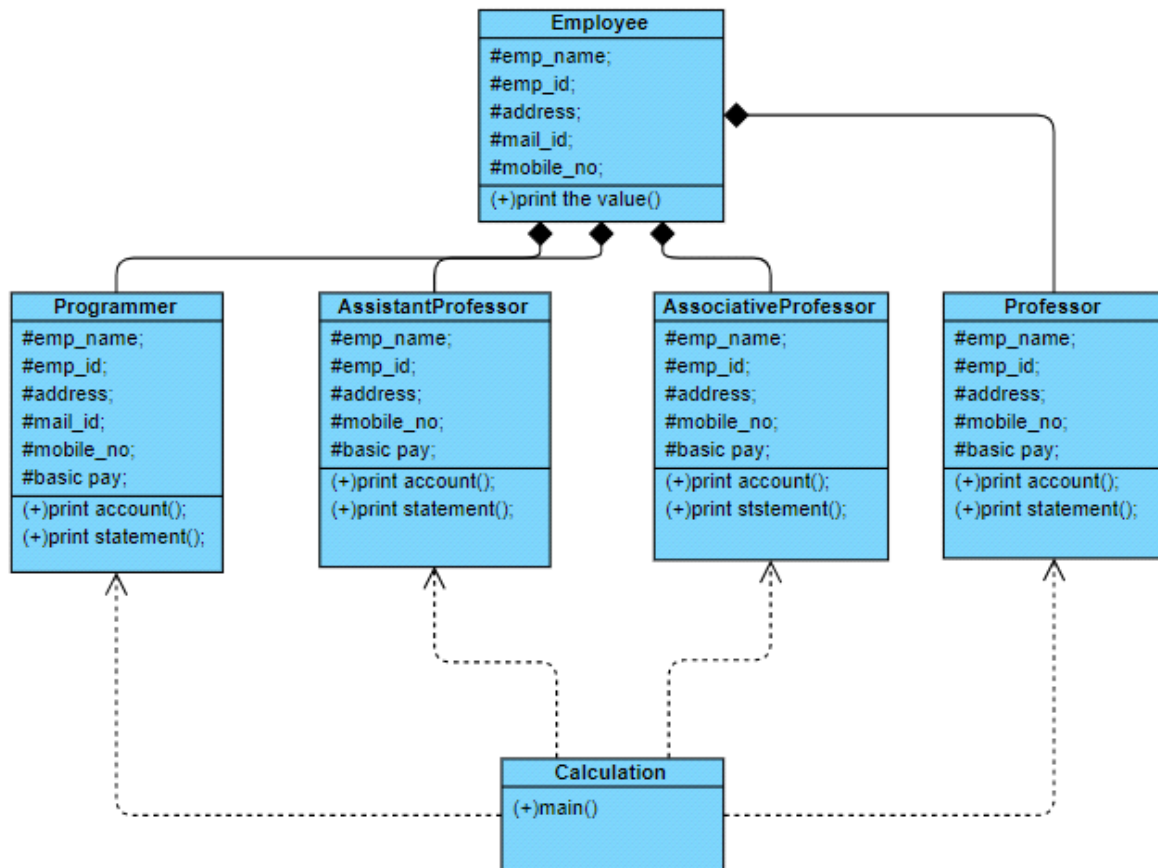 Employee
#emp_name;
#emp_id;
#address;
#mail_id;
#mobile_no;
(+)print the value()
Programmer
#emp_name;
#emp_id;
#address;
#mail_id;
#mobile_no;
#basic pay;
(+)print account();
(+)print statement();
AssistantProfessor
#emp_name;
#emp_id;
#address;
#mobile_no;
#basic pay;
(+)print account();
(+)print statement();
AssociativeProfessor
#emp_name;
#emp_id;
#address;
#mobile_no;
#basic pay;
(+)print account();
(+)print ststement();
Professor
#emp_name;
#emp_id;
#address;
#mobile_no;
#basic pay;
(+)print account();
(+)print statement();
Calculation
(+)main()